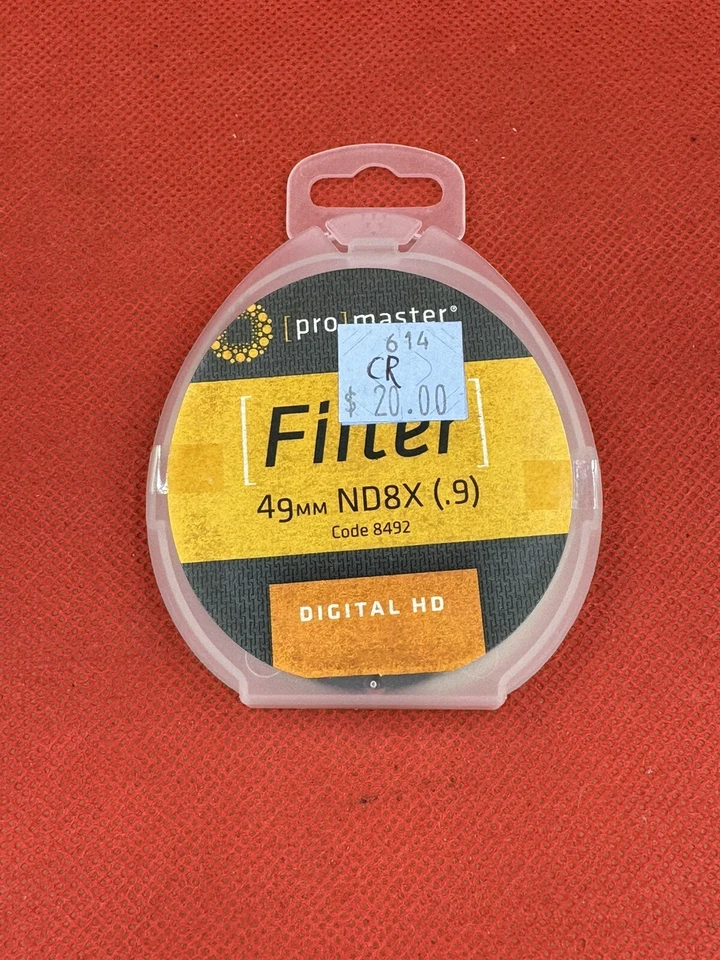 [pro]master®
614
CR
$ 20.00
[Filter]
49MM ND8X (.9)
Code 8492
DIGITAL HD